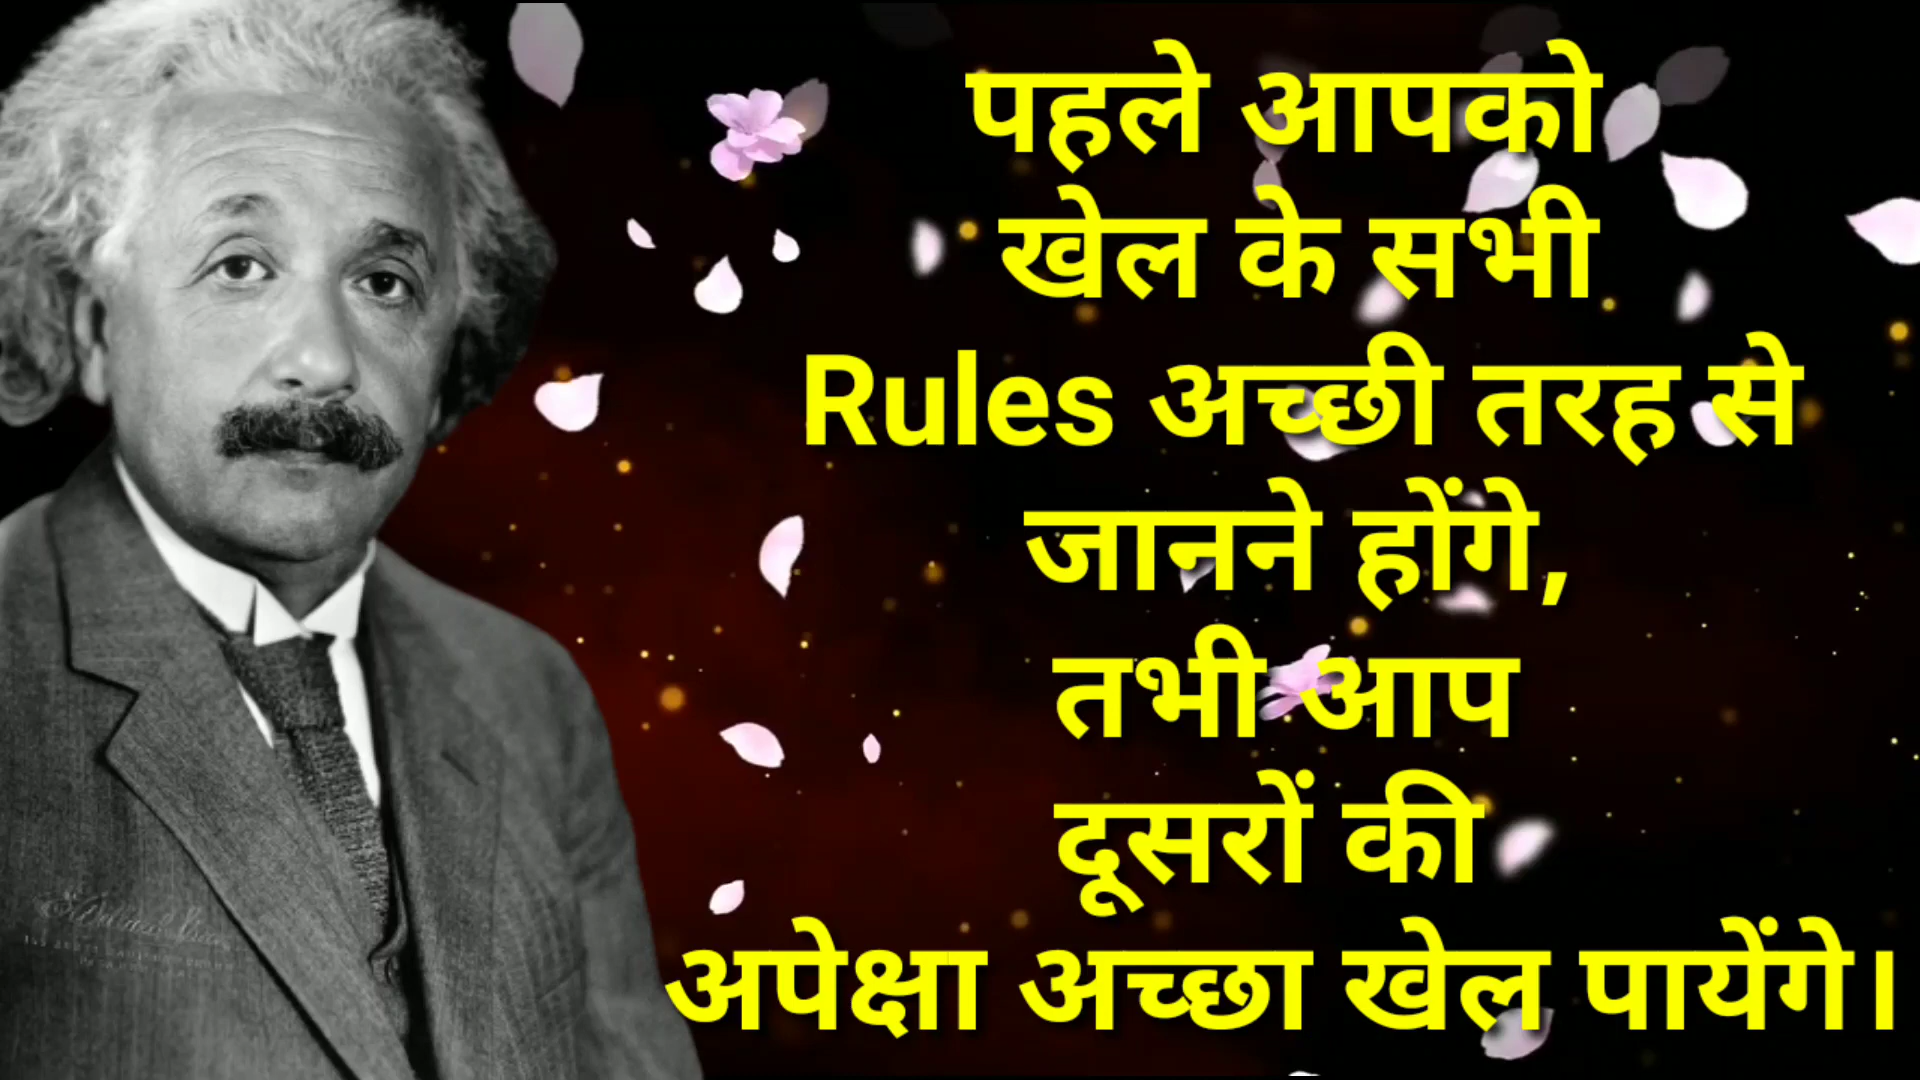 पहले आपको
खेल के सभी
Rules अच्छी तरह से
जानने होंगे,
तभी आप
दूसरों की
अपेक्षा अच्छा खेल पायेंगे।